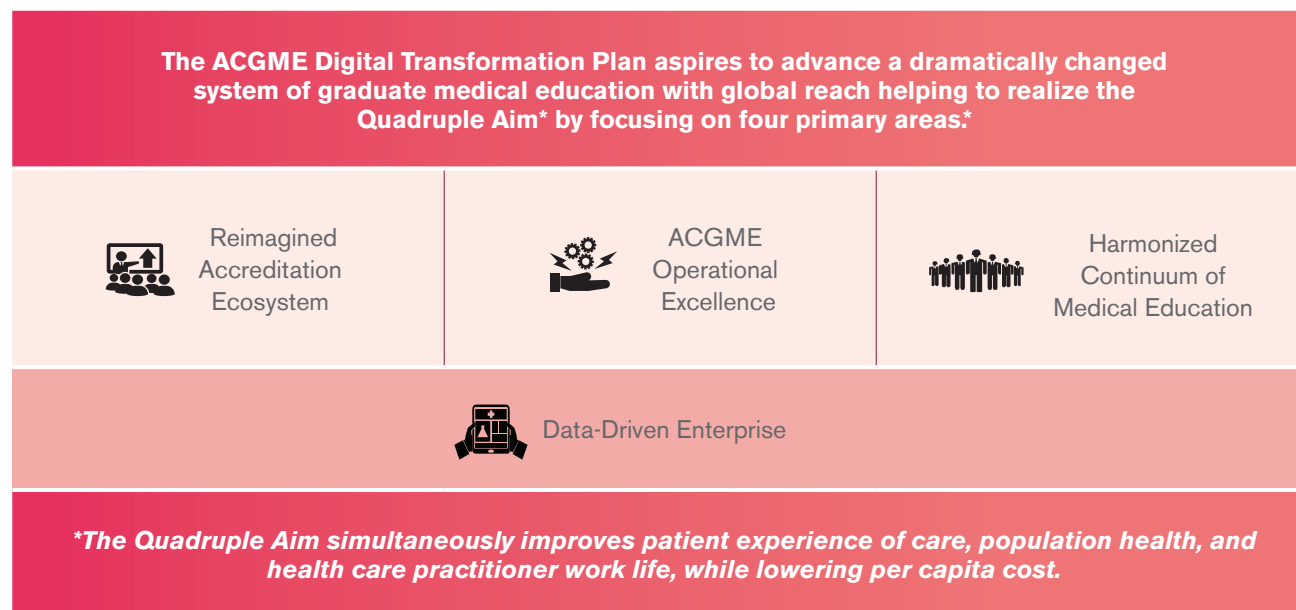 The ACGME Digital Transformation Plan aspires to advance a dramatically changed
system of graduate medical education with global reach helping to realize the
Quadruple Aim* by focusing on four primary areas.*
Reimagined
Accreditation
Ecosystem
ACGME
Operational
Excellence
Harmonized
Continuum of
Medical Education
Data-Driven Enterprise
*The Quadruple Aim simultaneously improves patient experience of care, population health, and
health care practitioner work life, while lowering per capita cost.